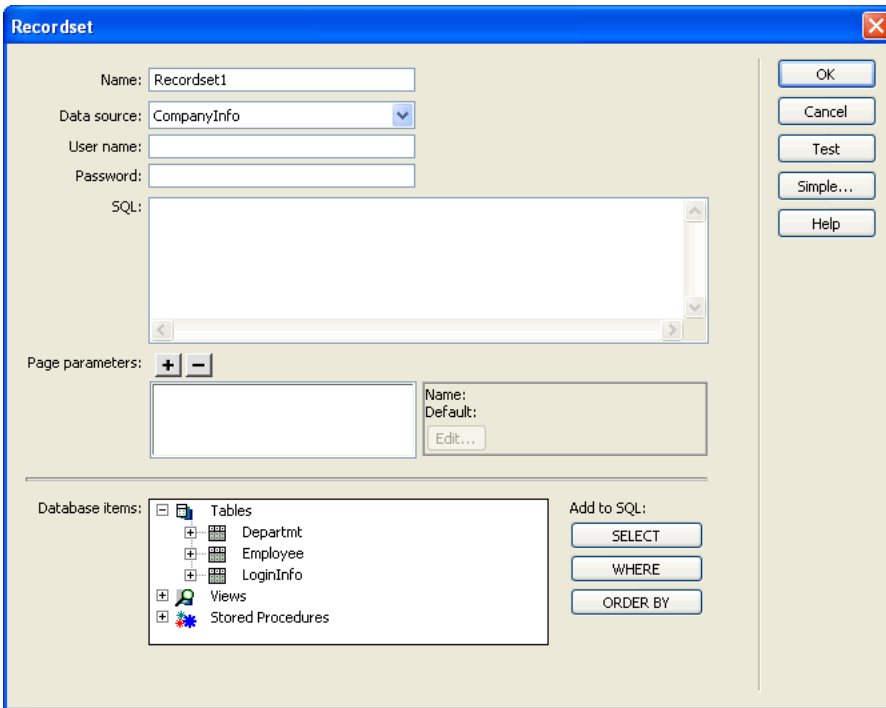 Recordset
Name: Recordset1
OK
Data source: CompanyInfo
Cancel
User name:
Test
Password:
Simple...
SQL:
Help
Page parameters: + −
Name:
Default:
Edit...
Database items:
Tables
Departmt
Employee
LoginInfo
Views
Stored Procedures
Add to SQL:
SELECT
WHERE
ORDER BY